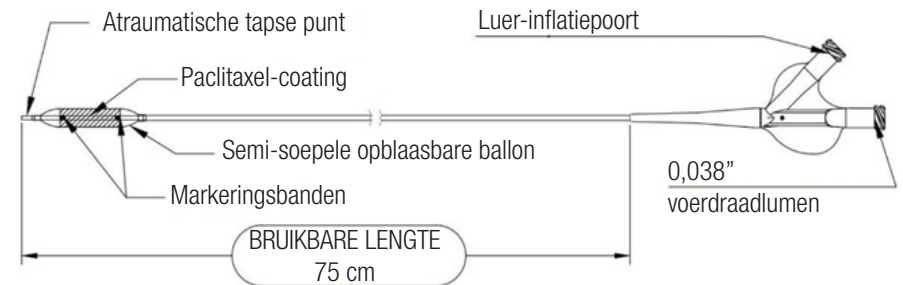 Atraumatische tapse punt
Luer-inflatiepoort
Paclitaxel-coating
Semi-soepele opblaasbare ballon
Markeringsbanden
0,038”
voerdraadlumen
BRUIKBARE LENGTE
75 cm